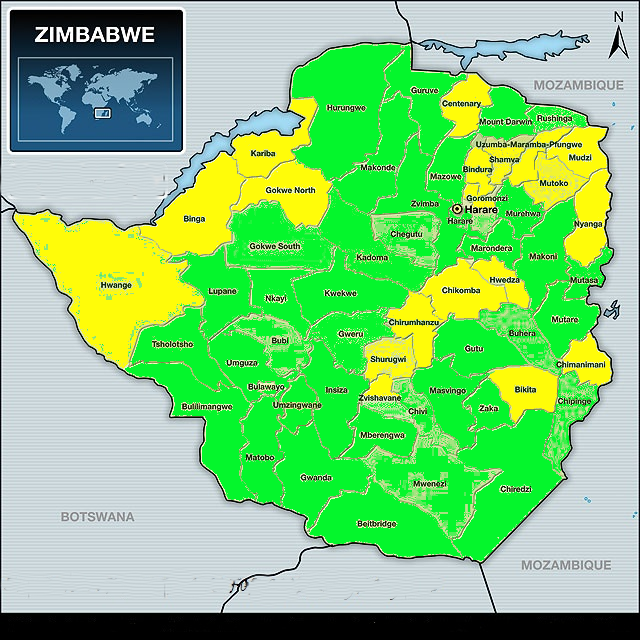 ZIMBABWE
N
MOZAMBIQUE
Guruve
Centenary
Hurungwe
Mount Darwin
Rushinga
Uzumba-Maramba-Pfungwe
Kariba
Shamva
Mudzi
Makonde
Mazowe
Bindura
Mutoko
Gokwe North
Goromonzi
Zvimba
Harare
Murehwa
Binga
Harare
Nyanga
Chegutu
Gokwe South
Marondera
Kadoma
Makoni
Mutasa
Hwange
Hwedza
Lupane
Nkayi
Kwekwe
Chikomba
Chirumhanzu
Mutare
Gweru
Buhera
Tsholotsho
Bubi
Gutu
Umguza
Shurugwi
Chimanimani
Bulawayo
Insiza
Masvingo
Bikita
Zvishavane
Chipinge
Bulilimangwe
Umzingwane
Chivi
Zaka
Mberengwa
Matobo
Gwanda
Mwenezi
Chiredzi
BOTSWANA
Beitbridge
MOZAMBIQUE